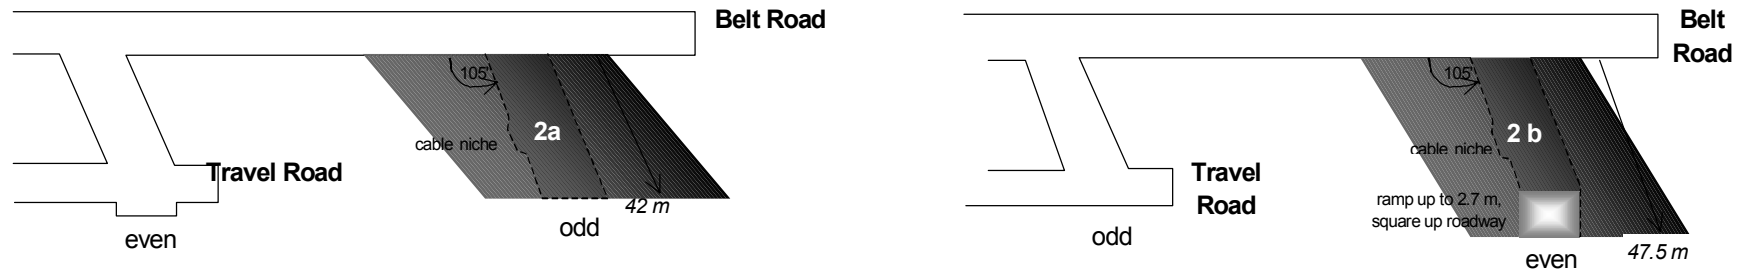 Belt Road
105'
2a
cable niche
Travel Road
42 m
odd
even
Belt
Road
105'
2 b
cable niche
Travel
Road
ramp up to 2.7 m,
square up roadway
odd
47.5 m
even